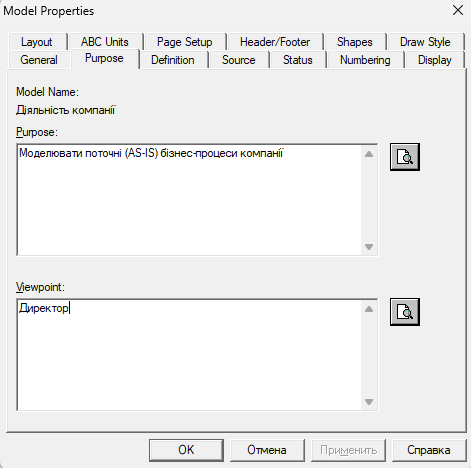 Model Properties
Layout ABC Units Page Setup Header/Footer Shapes Draw Style
General Purpose Definition Source Status Numbering Display
Model Name:
Діяльність компанії
Purpose:
Моделювати поточні (AS-IS) бізнес-процеси компанії
Viewpoint:
Директор
OK Отмена Применить Справка